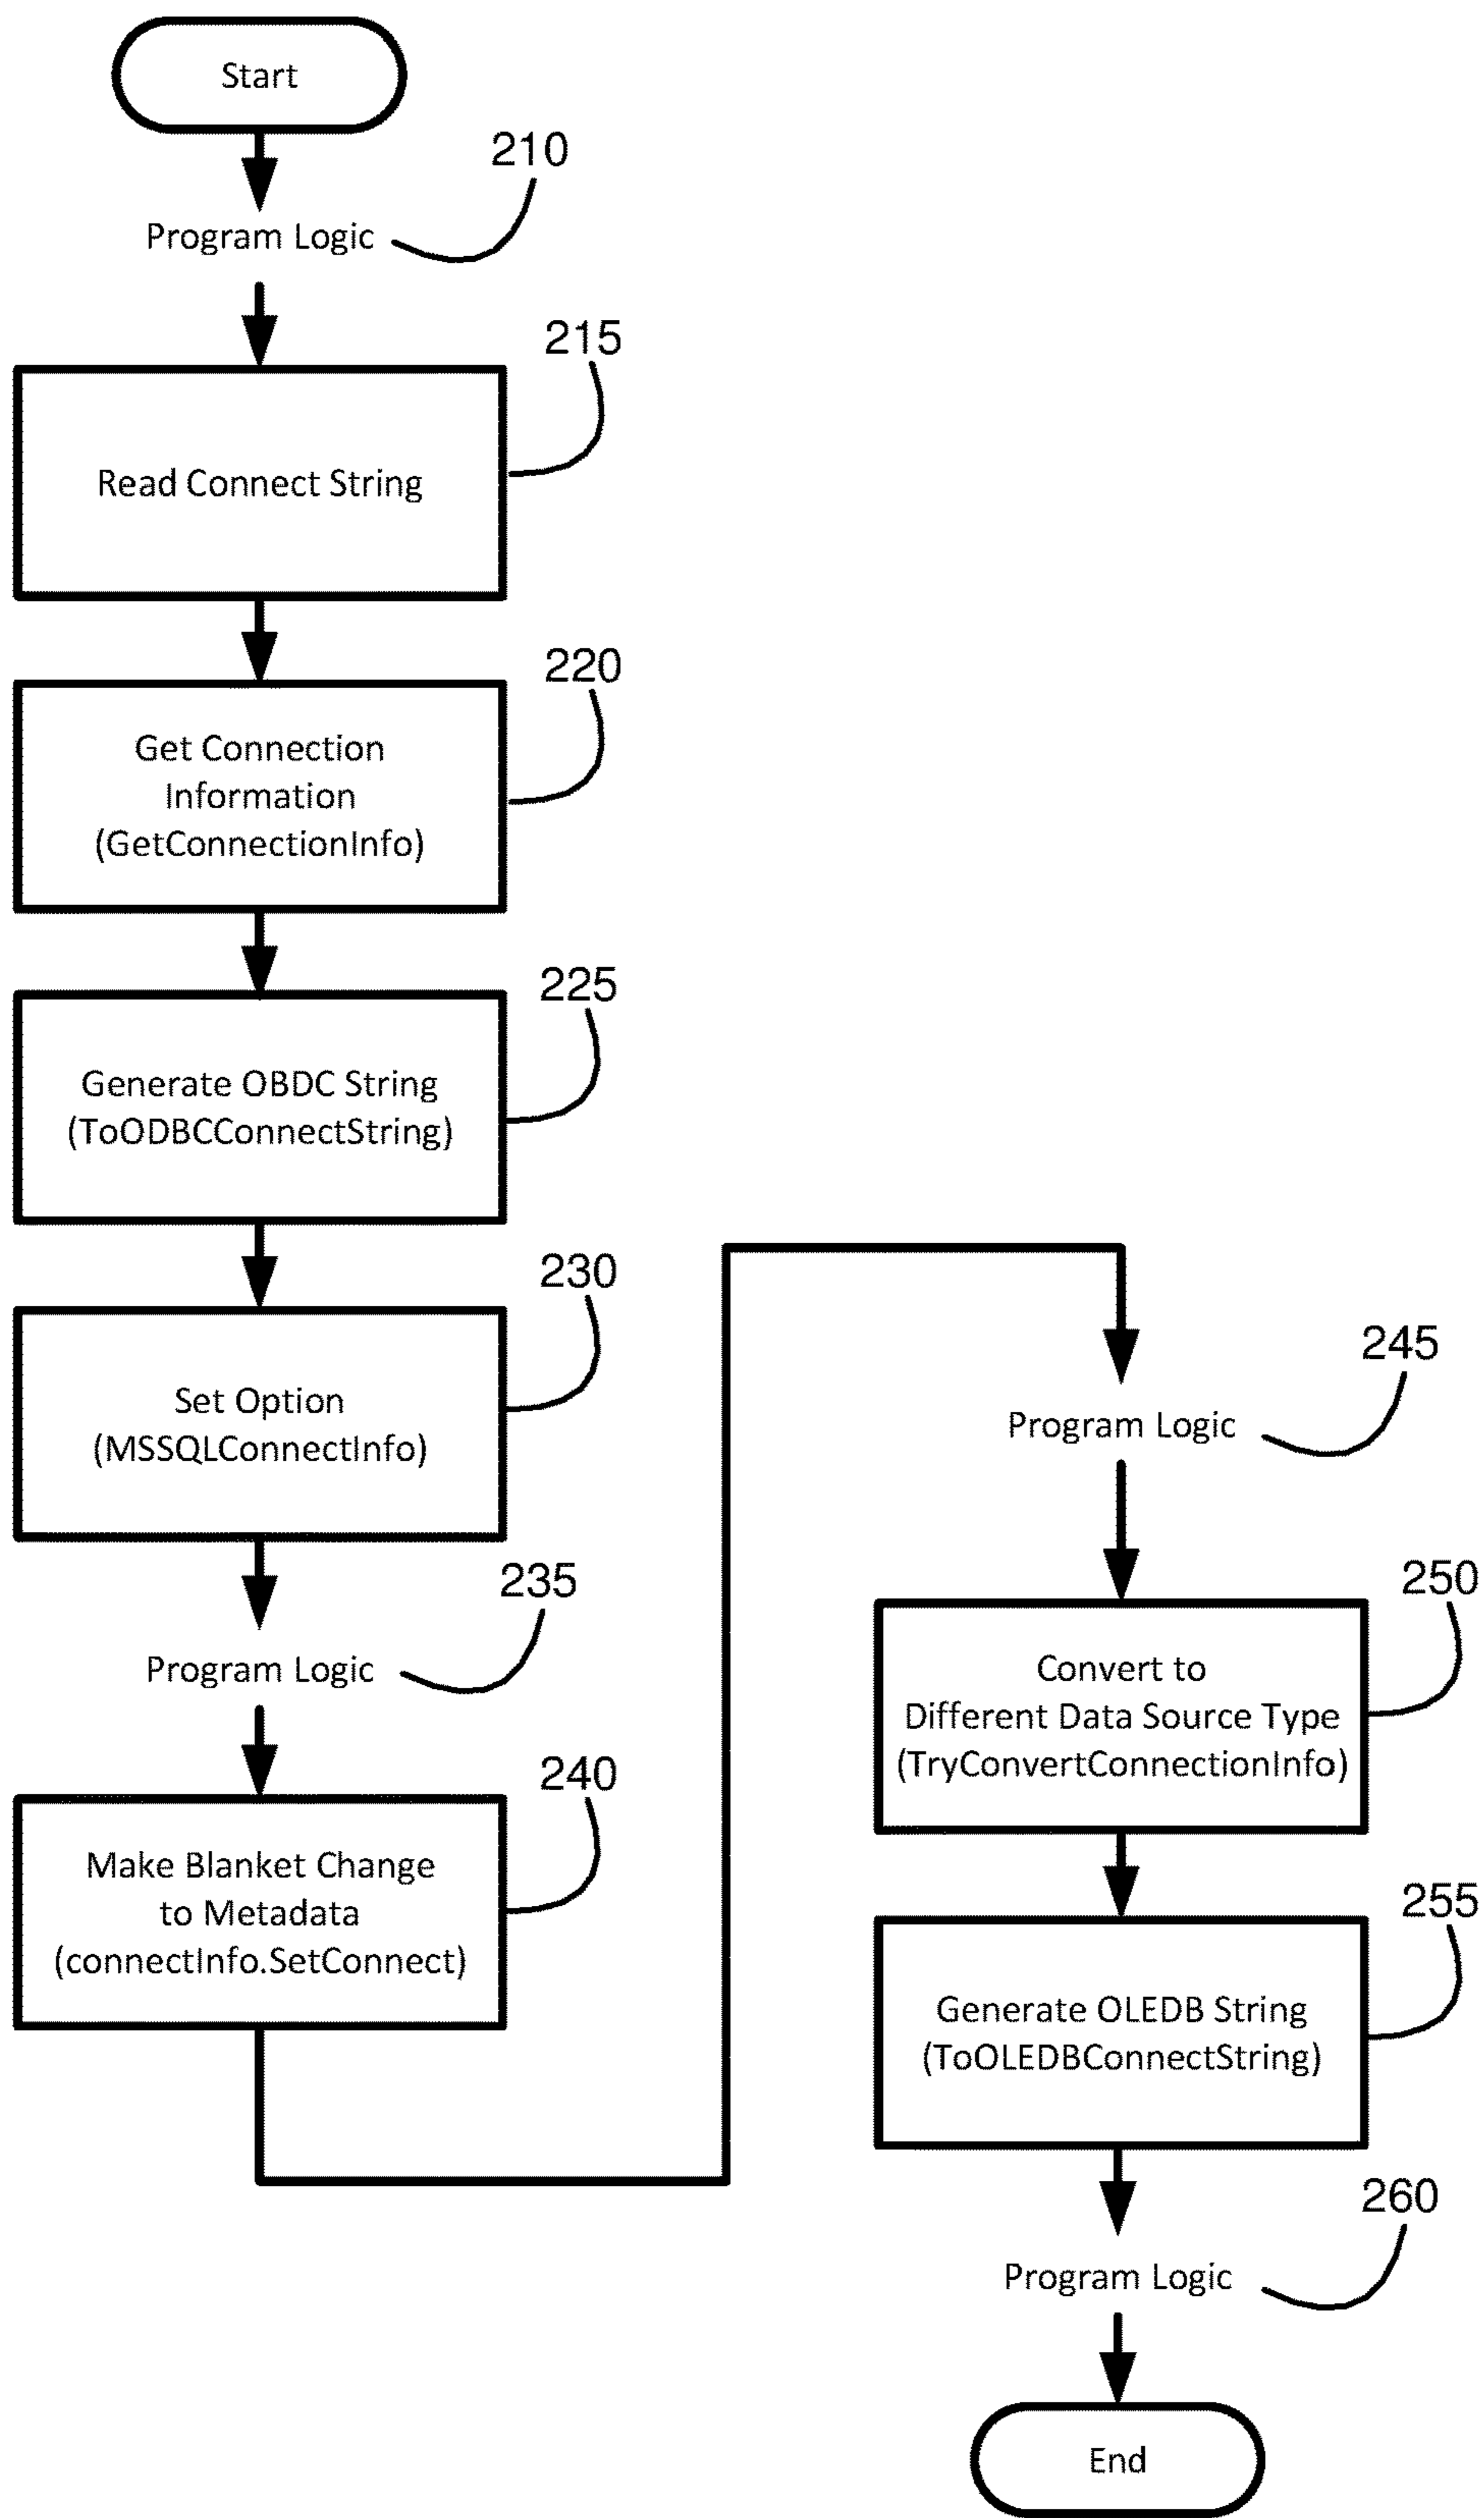 Start
210
Program Logic
215
Read Connect String
220
Get Connection
Information
(GetConnectionInfo)
225
Generate OBDC String
(ToODBCConnectString)
230
Set Option
(MSSQLConnectInfo)
235
Program Logic
240
Make Blanket Change
to Metadata
(connectInfo.SetConnect)
245
Program Logic
250
Convert to
Different Data Source Type
(TryConvertConnectionInfo)
255
Generate OLEDB String
(ToOLEDBConnectString)
260
Program Logic
End